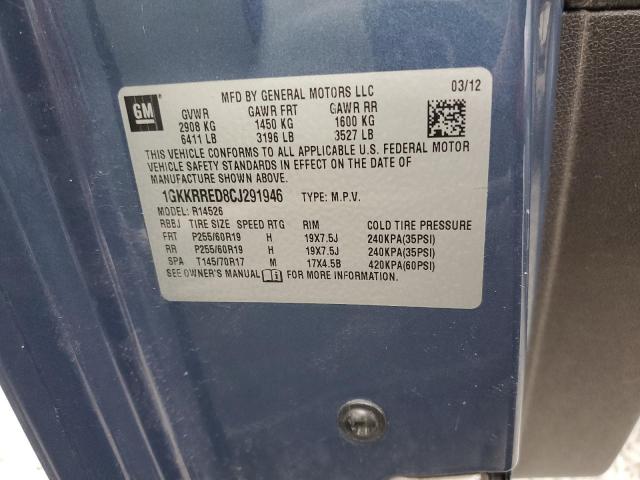 GM
MFD BY GENERAL MOTORS LLC 03/12
GVWR GAWR FRT GAWR RR
2908 KG 1450 KG 1600 KG
6411 LB 3196 LB 3527 LB
THIS VEHICLE CONFORMS TO ALL APPLICABLE U.S. FEDERAL MOTOR
VEHICLE SAFETY STANDARDS IN EFFECT ON THE DATE OF
MANUFACTURE SHOWN ABOVE.
1GKKRRED8CJ291946 TYPE: M.P.V.
MODEL: R14526
RBBJ TIRE SIZE SPEED RTG RIM COLD TIRE PRESSURE
FRT P255/60R19 H 19X7.5J 240KPA(35PSI)
RR P255/60R19 H 19X7.5J 240KPA(35PSI)
SPA T145/70R17 M 17X4.5B 420KPA(60PSI)
SEE OWNER'S MANUAL FOR MORE INFORMATION.